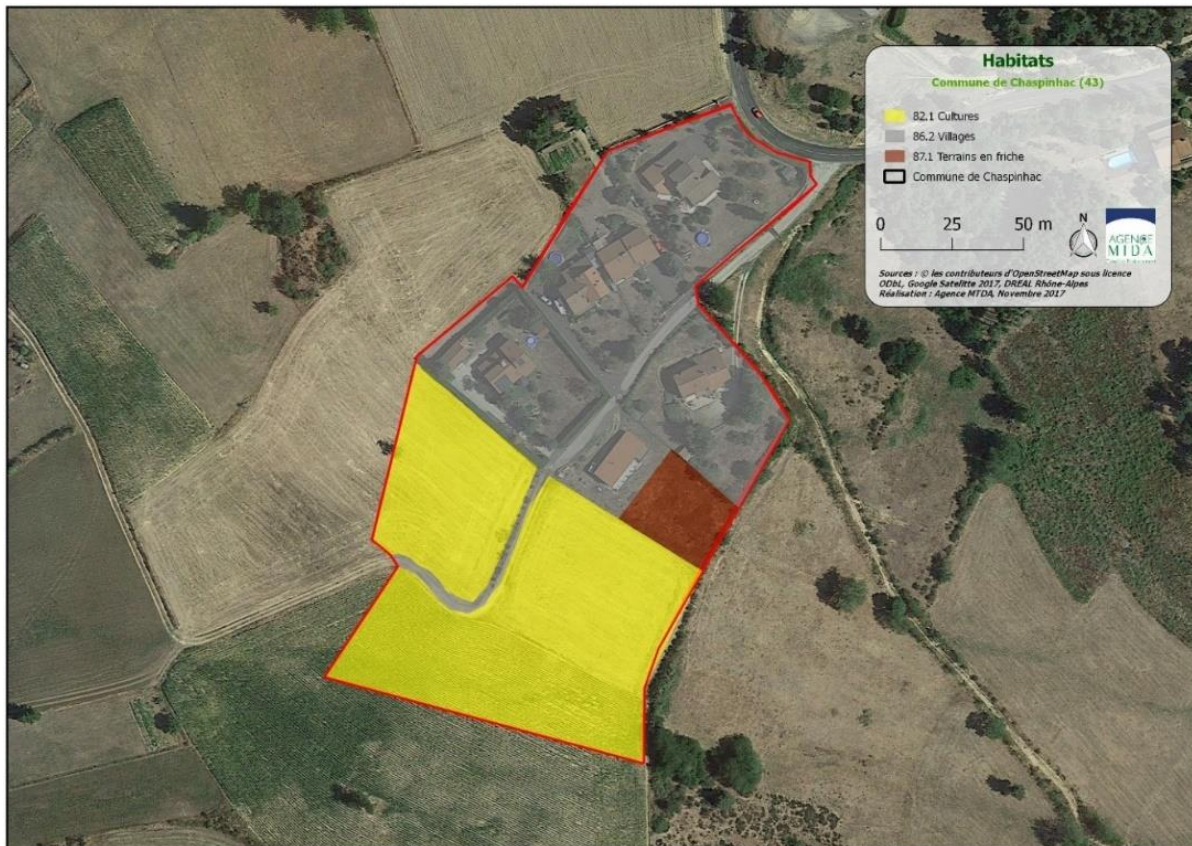 Habitats
Commune de Chaspinhac (43)
82.1 Cultures
86.2 Villages
87.1 Terrains en friche
Commune de Chaspinhac
0 25 50 m
N
AGENCE
MTDA
Sources : © les contributeurs d'OpenStreetMap sous licence
ODbL, Google Satelitte 2017, DREAL Rhône-Alpes
Réalisation : Agence MTDA, Novembre 2017